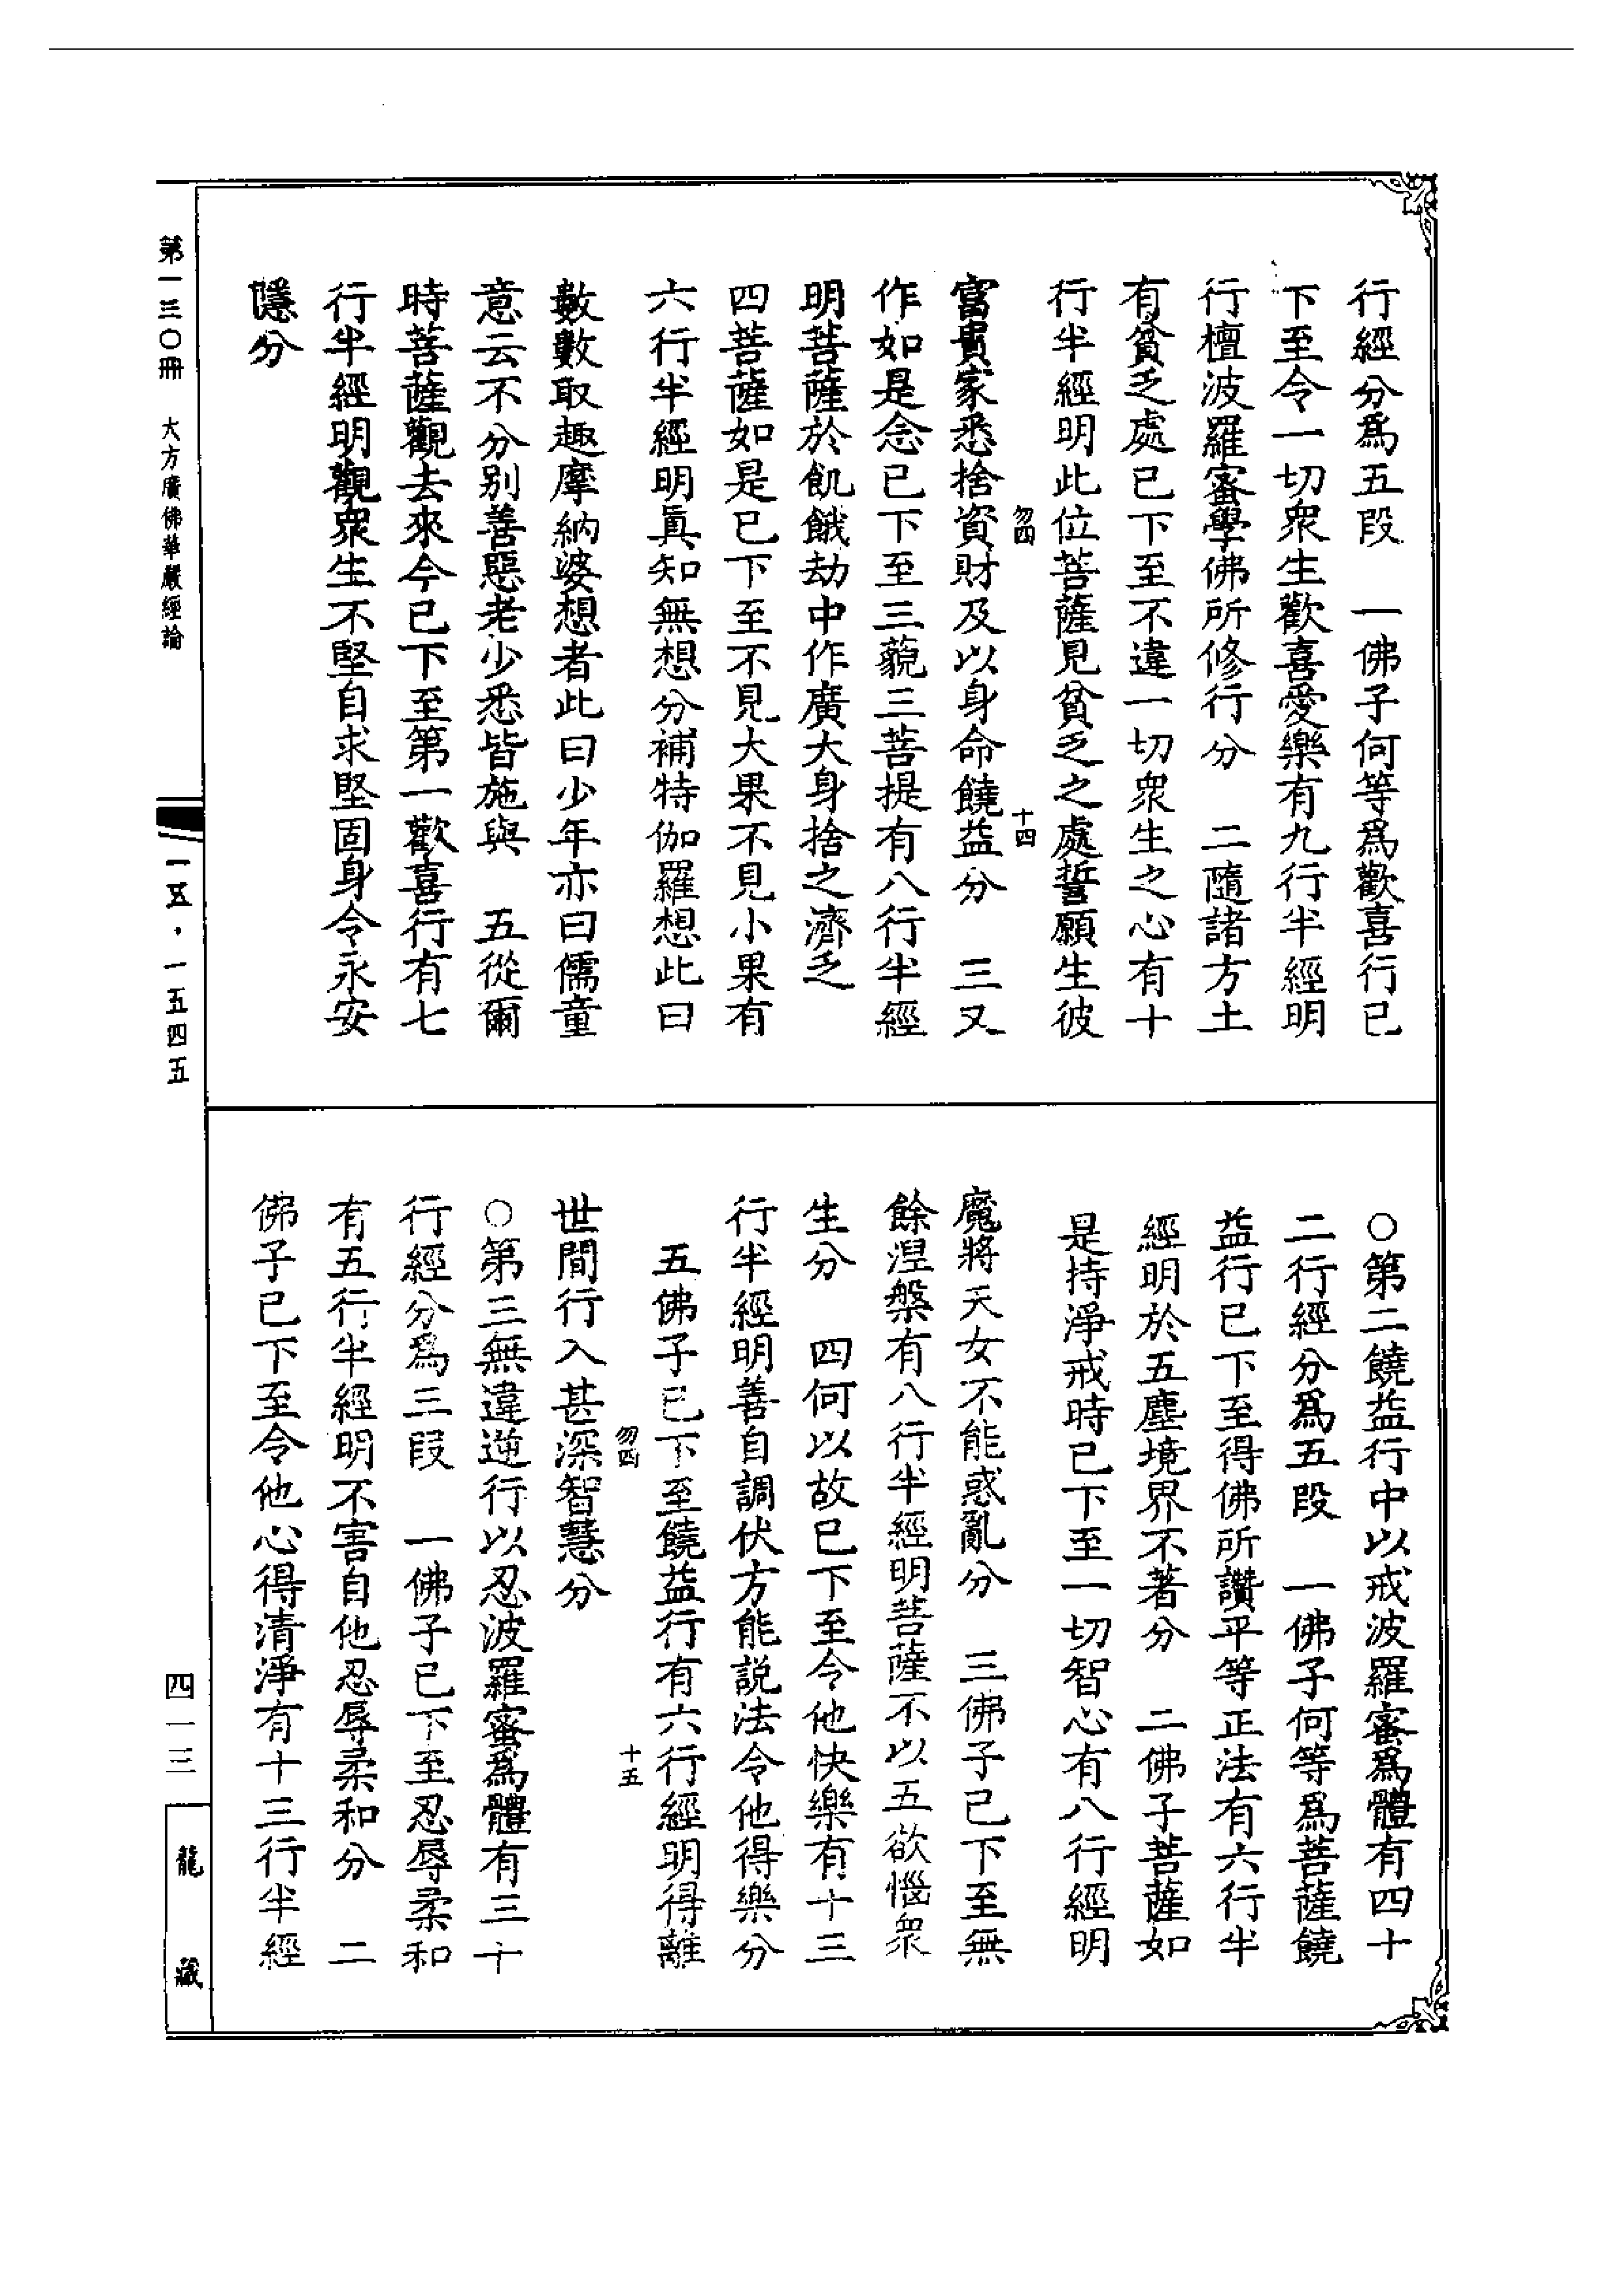 行經分為五段　一佛子何等為歡喜行已
下至令一切眾生歡喜愛樂有九行半經明
行檀波羅蜜學佛所修行分　二隨諸方土
有貧乏處已下至不違一切眾生之心有十
行半經明此位菩薩見貧乏之處誓願生彼
勿四　十四
富貴家悉捨資財及以身命饒益分　三又
作如是念已下至三藐三菩提有八行半經
明菩薩於飢餓劫中作廣大身捨之濟乏
四菩薩如是已下至不見大果不見小果有
六行半經明真知無想分補特伽羅想此曰
數數取趣摩納婆想者此曰少年亦曰儒童
意云不分別善惡老少悉皆施與　五從爾
時菩薩觀去來今已下至第一歡喜行有七
行半經明觀眾生不堅自求堅固身令永安
隱分
○第二饒益行中以戒波羅蜜為體有四十
二行經分為五段　一佛子何等為菩薩饒
益行已下至得佛所讚平等正法有六行半
經明於五塵境界不著分　二佛子菩薩如
是持淨戒時已下至一切智心有八行經明
魔將天女不能惑亂分　三佛子已下至無
餘涅槃有八行半經明菩薩不以五欲惱眾
生分　四何以故已下至令他快樂有十三
行半經明善自調伏方能說法令他得樂分
五佛子已下至饒益行有六行經明得離
勿四　十五
世間行入甚深智慧分
○第三無違逆行以忍波羅蜜為體有三十
行經分為三段　一佛子已下至忍辱柔和
有五行半經明不害自他忍辱柔和分　二
佛子已下至令他心得清淨有十三行半經
第一三〇冊　大方廣佛華嚴經論
一五·一五四五
四一三
龍藏